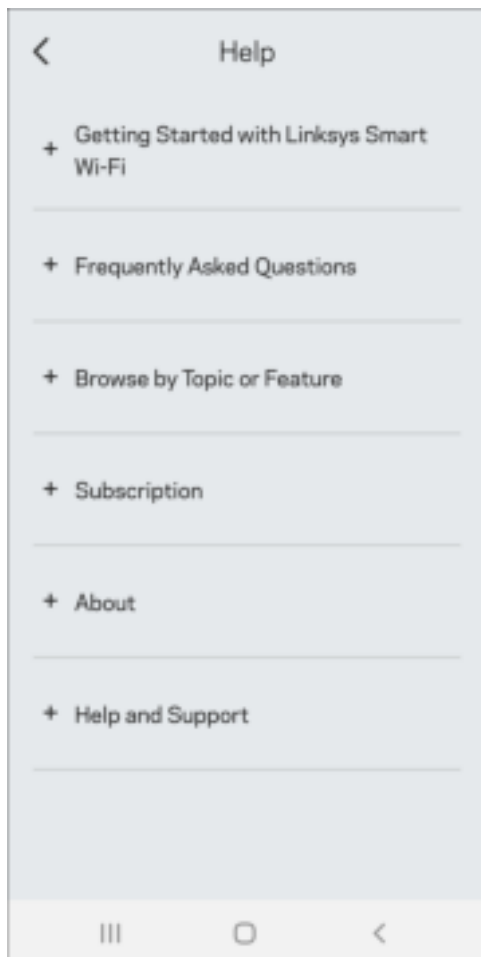 Help
+ Getting Started with Linksys Smart
Wi-Fi
+ Frequently Asked Questions
+ Browse by Topic or Feature
+ Subscription
+ About
+ Help and Support